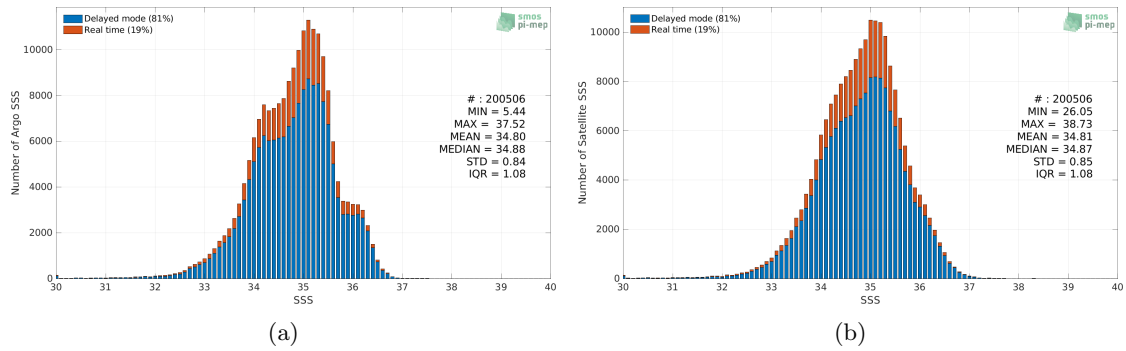 Delayed mode (81%)
Real time (19%)
smos
pi-mep
Number of Argo SSS
10000
8000
6000
4000
2000
0
# : 200506
MIN = 5.44
MAX = 37.52
MEAN = 34.80
MEDIAN = 34.88
STD = 0.84
IQR = 1.08
30 31 32 33 34 35 36 37 38 39 40
SSS
(a)
Delayed mode (81%)
Real time (19%)
smos
pi-mep
Number of Satellite SSS
10000
8000
6000
4000
2000
0
# : 200506
MIN = 26.05
MAX = 38.73
MEAN = 34.81
MEDIAN = 34.87
STD = 0.85
IQR = 1.08
30 31 32 33 34 35 36 37 38 39 40
SSS
(b)